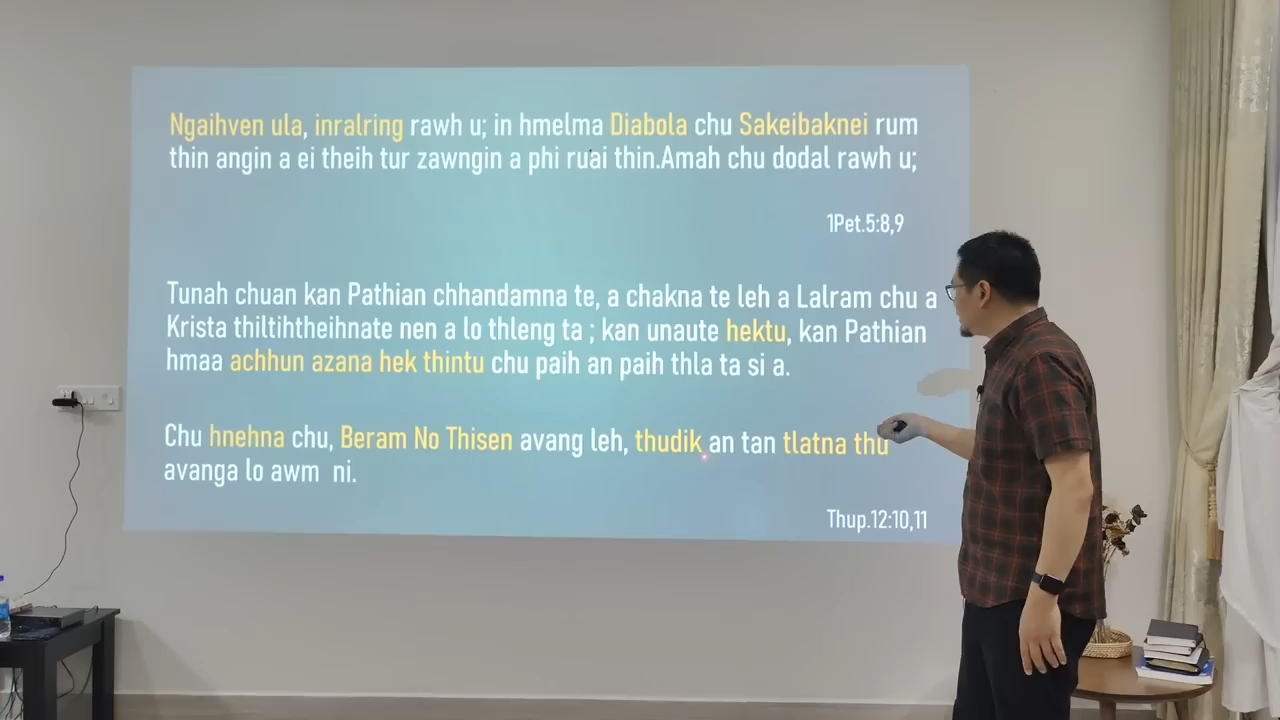 Ngaihven ula, inralring rawh u; in hmelma Diabola chu Sakeibaknei rum
thin angin a ei theih tur zawngin a phi ruai thin.Amah chu dodal rawh u;
1Pet.5:8,9
Tunah chuan kan Pathian chhandamna te, a chakna te leh a Lalram chu a
Krista thiltihtheihnate nen a lo thleng ta ; kan unaute hektu, kan Pathian
hmaa achhun azana hek thintu chu paih an paih thla ta si a.
Chu hnehna chu, Beram No Thisen avang leh, thudik an tan tlatna thu
avanga lo awm ni.
Thup.12:10,11